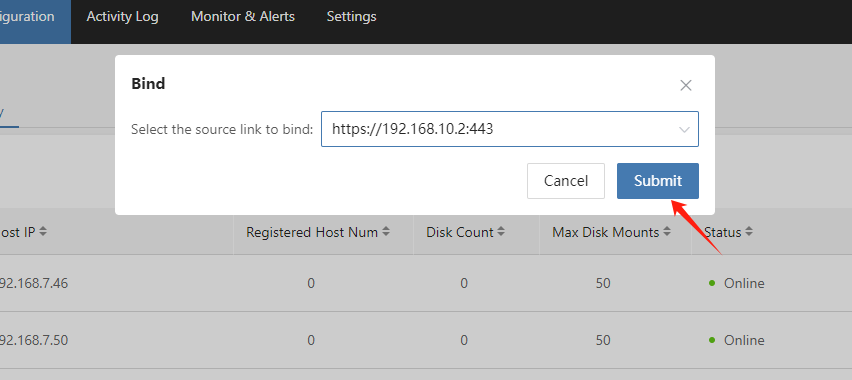 iguration Activity Log Monitor & Alerts Settings
Bind
Select the source link to bind: https://192.168.10.2:443
Cancel Submit
ost IP Registered Host Num Disk Count Max Disk Mounts Status
92.168.7.46 0 0 50 Online
92.168.7.50 0 0 50 Online